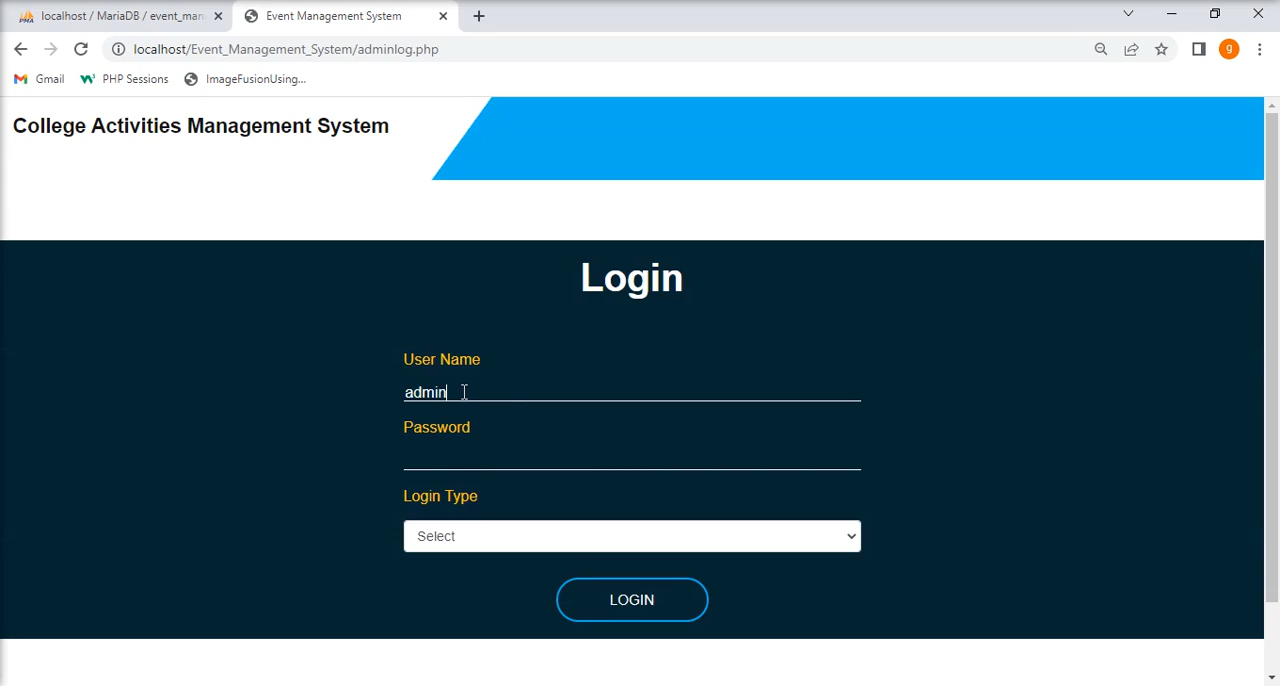 localhost / MariaDB / event_man
Event Management System
localhost/Event_Management_System/adminlog.php
g
Gmail
PHP Sessions
ImageFusionUsing...
College Activities Management System
Login
User Name
admin
Password
Login Type
Select
LOGIN